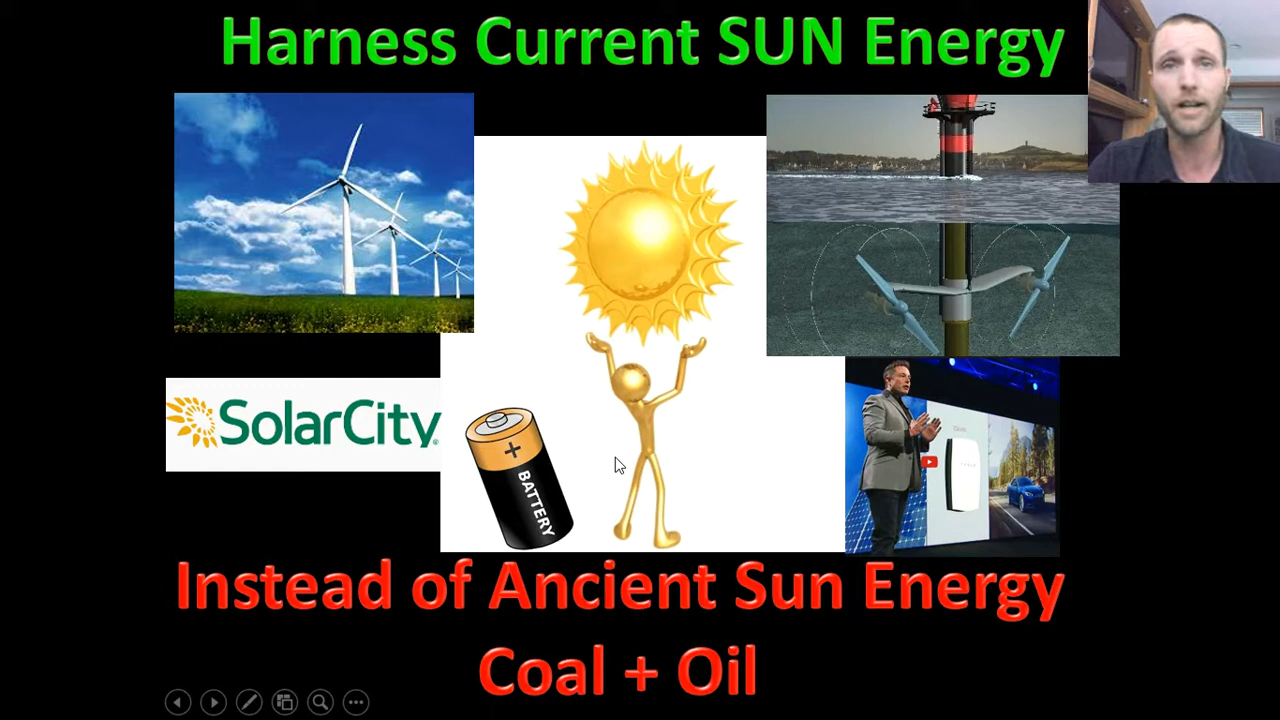 Harness Current SUN Energy
SolarCity
+
BATTERY
Instead of Ancient Sun Energy
Coal + Oil